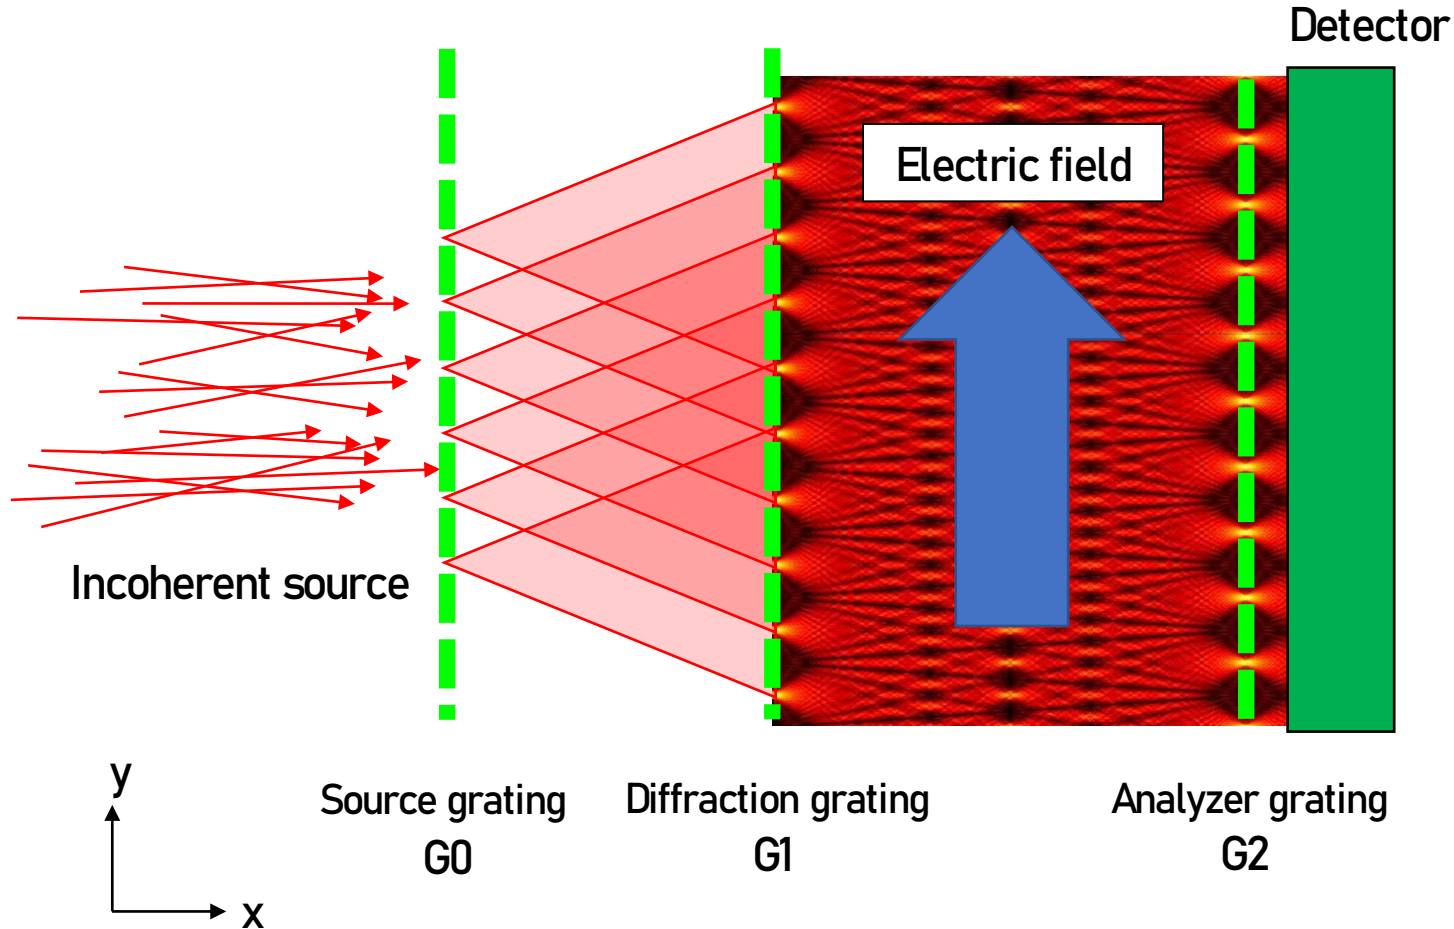 Detector
Electric field
Incoherent source
y
x
Source grating
G0
Diffraction grating
G1
Analyzer grating
G2